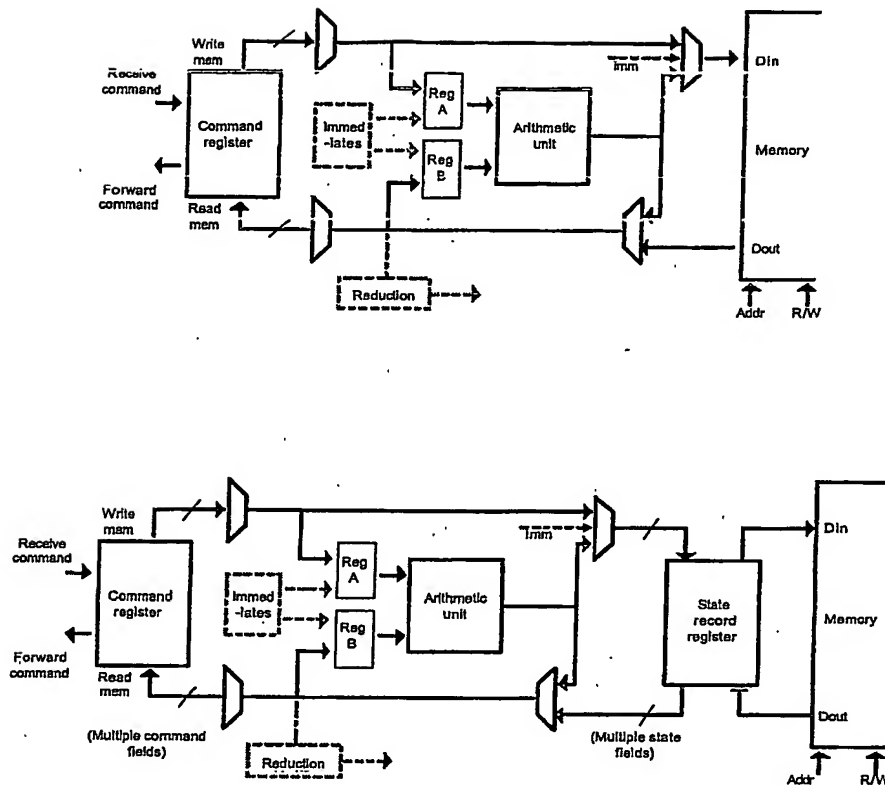 Write
mem
Receive
command
Command
register
Forward
command
Read
mem
Immed
-iates
Reg
A
Reg
B
Arithmetic
unit
Imm
Reduction
Din
Memory
Dout
Addr
R/W
Write
mem
Receive
command
Command
register
Forward
command
Read
mem
(Multiple command
fields)
Immed
-iates
Reg
A
Reg
B
Arithmetic
unit
Imm
Reduction
State
record
register
(Multiple state
fields)
Din
Memory
Dout
Addr
R/W